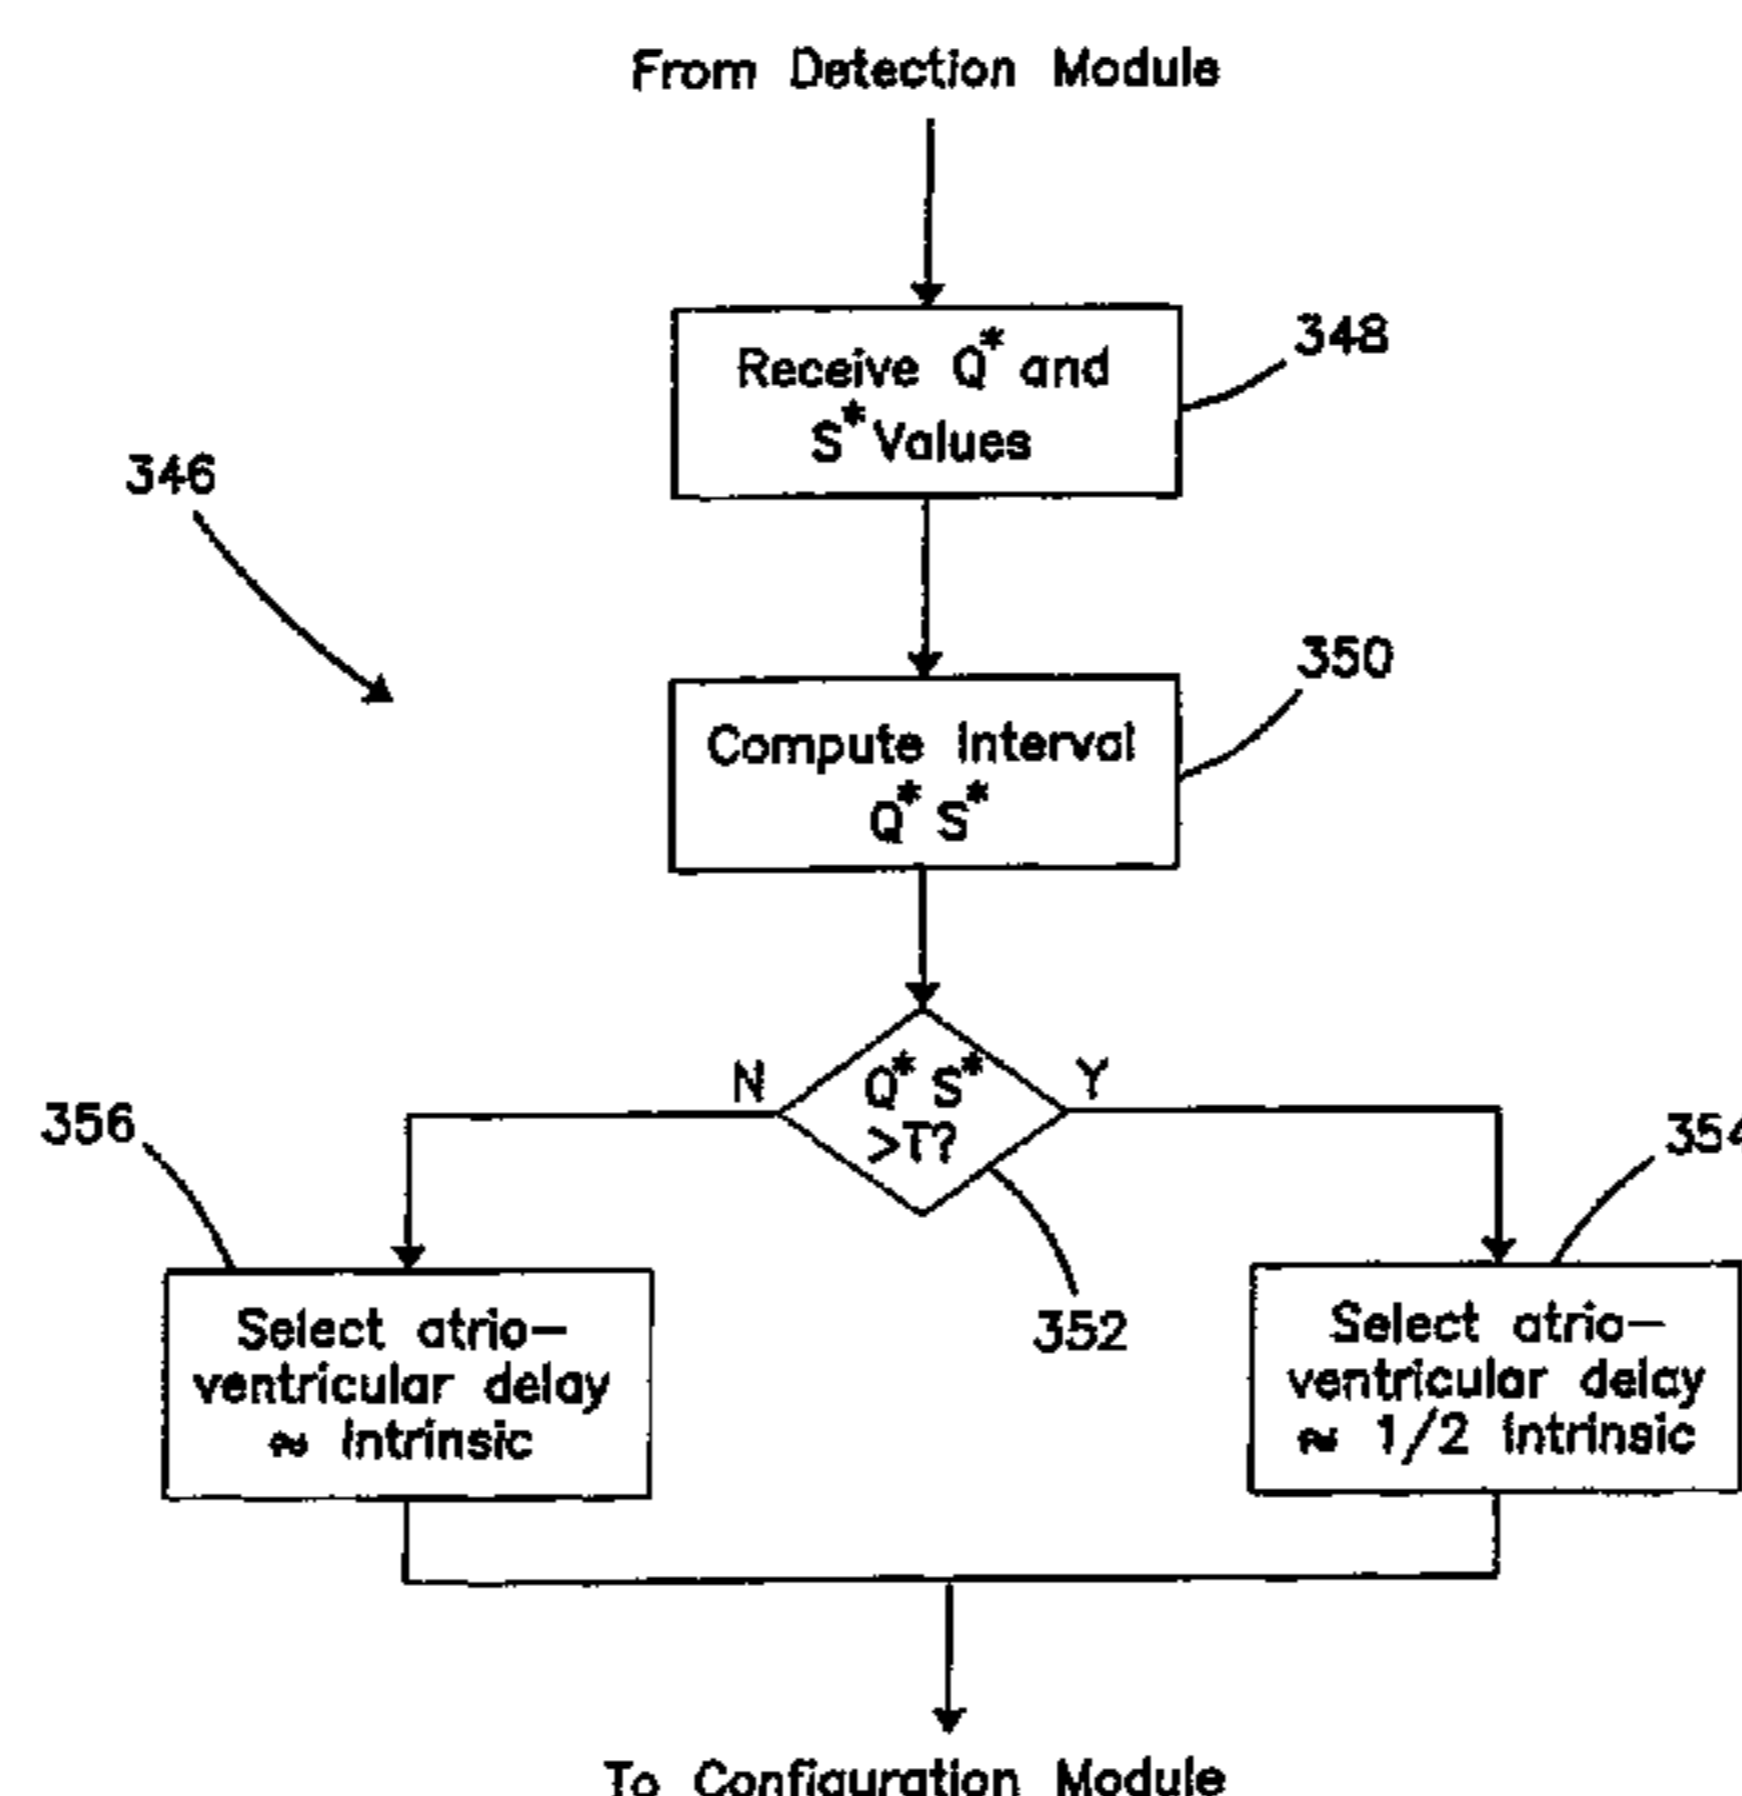 From Detection Module
Receive Q* and
S* Values
348
346
Compute Interval
Q* S*
350
N
Q* S*
>T?
Y
356
354
352
Select atrio-
ventricular delay
≈ Intrinsic
Select atrio-
ventricular delay
≈ 1/2 Intrinsic
To Configuration Module